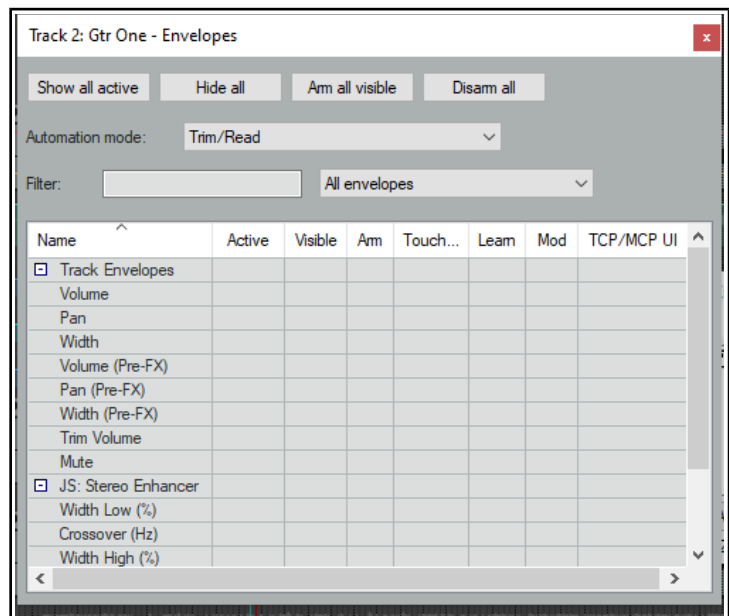 Track 2: Gtr One - Envelopes x
Show all active Hide all Arm all visible Disarm all
Automation mode: Trim/Read
Filter: All envelopes
Name Active Visible Arm Touch... Learn Mod TCP/MCP UI
Track Envelopes
Volume
Pan
Width
Volume (Pre-FX)
Pan (Pre-FX)
Width (Pre-FX)
Trim Volume
Mute
JS: Stereo Enhancer
Width Low (%)
Crossover (Hz)
Width High (%)